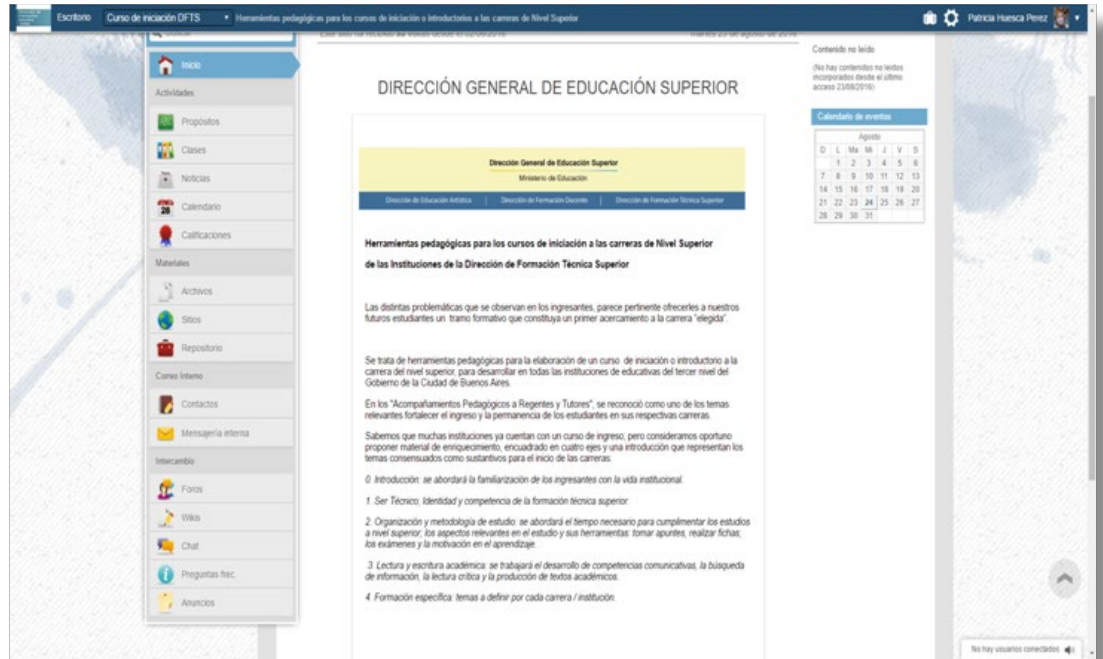 Escritorio
Curso de iniciación DFTS
Herramientas pedagógicas para los cursos de iniciación o introductorios a las carreras de Nivel Superior
Patricia Huesca Perez
Inicio
Actividades
Propósitos
Clases
Noticias
Calendario
Calificaciones
Materiales
Archivos
Sitios
Repositorio
Correo Interno
Contactos
Mensajería interna
Intercambio
Foros
Wikis
Chat
Preguntas frec.
Anuncios
DIRECCIÓN GENERAL DE EDUCACIÓN SUPERIOR
Dirección General de Educación Superior
Ministerio de Educación
Dirección de Educación Artística | Dirección de Formación Docente | Dirección de Formación Técnica Superior
Herramientas pedagógicas para los cursos de iniciación a las carreras de Nivel Superior
de las Instituciones de la Dirección de Formación Técnica Superior
Las distintas problemáticas que se observan en los ingresantes, parece pertinente ofrecerles a nuestros
futuros estudiantes un tramo formativo que constituya un primer acercamiento a la carrera "elegida".
Se trata de herramientas pedagógicas para la elaboración de un curso de iniciación o introductorio a la
carrera del nivel superior, para desarrollar en todas las instituciones de educativas del tercer nivel del
Gobierno de la Ciudad de Buenos Aires.
En los "Acompañamientos Pedagógicos a Regentes y Tutores", se reconoció como uno de los temas
relevantes fortalecer el ingreso y la permanencia de los estudiantes en sus respectivas carreras.
Sabemos que muchas instituciones ya cuentan con un curso de ingreso; pero consideramos oportuno
proponer material de enriquecimiento, encuadrado en cuatro ejes y una introducción que representan los
temas consensuados como sustantivos para el inicio de las carreras.
0. Introducción: se abordará la familiarización de los ingresantes con la vida institucional.
1. Ser Técnico; Identidad y competencia de la formación técnica superior.
2. Organización y metodología de estudio: se abordará el tiempo necesario para cumplimentar los estudios
a nivel superior; los aspectos relevantes en el estudio y sus herramientas: tomar apuntes, realizar fichas,
los exámenes y la motivación en el aprendizaje.
3. Lectura y escritura académica: se trabajará el desarrollo de competencias comunicativas, la búsqueda
de información, la lectura crítica y la producción de textos académicos.
4. Formación específica: temas a definir por cada carrera / institución.
Contenido no leído
(No hay contenidos no leídos
incorporados desde el último
acceso 23/08/2016)
Calendario de eventos
Agosto
D L Ma Mi J V S
1 2 3 4 5 6
7 8 9 10 11 12 13
14 15 16 17 18 19 20
21 22 23 24 25 26 27
28 29 30 31
No hay usuarios conectados